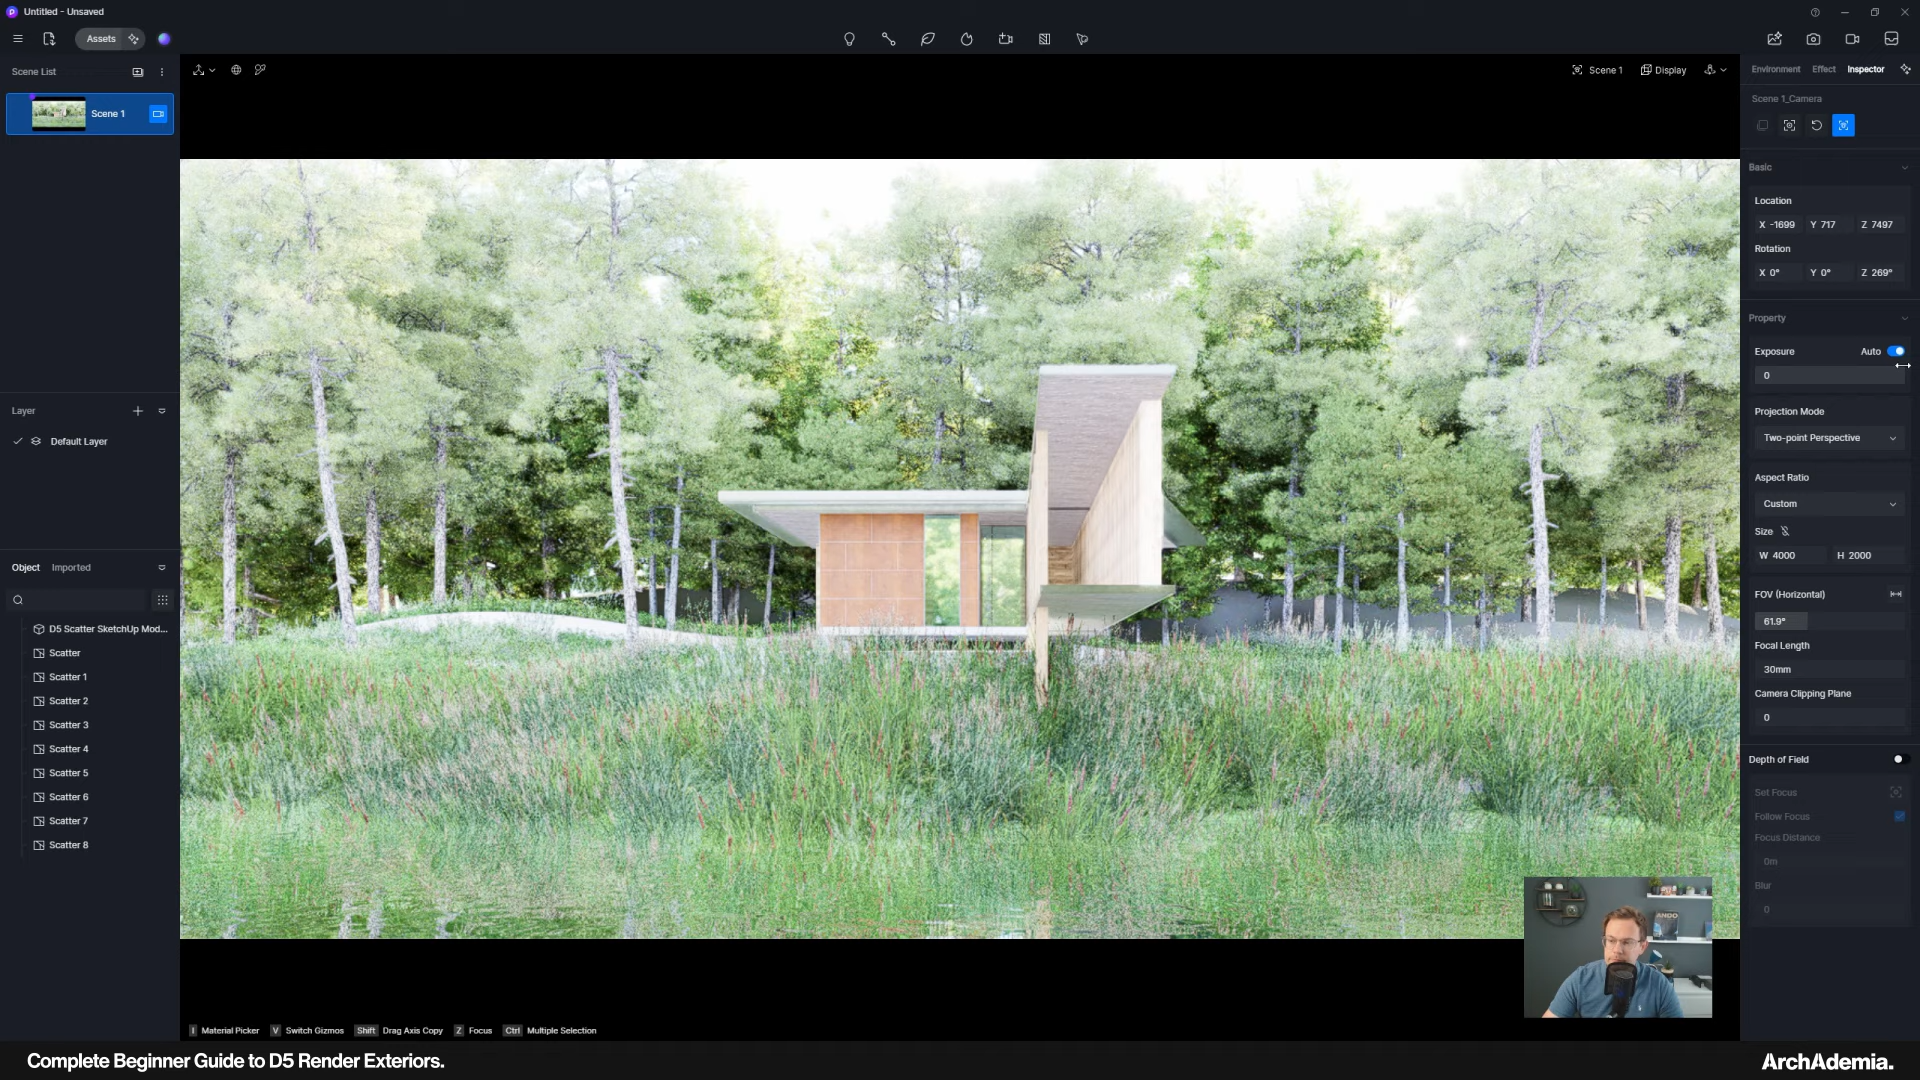 Untitled - Unsaved
Assets
Scene List
Scene 1
Layer
Default Layer
Object Imported
D5 Scatter SketchUp Mod...
Scatter
Scatter 1
Scatter 2
Scatter 3
Scatter 4
Scatter 5
Scatter 6
Scatter 7
Scatter 8
Scene 1 Display
I Material Picker V Switch Gizmos Shift Drag Axis Copy Z Focus Ctrl Multiple Selection
Environment Effect Inspector
Scene 1_Camera
Basic
Location
X -1699 Y 717 Z 7497
Rotation
X 0° Y 0° Z 269°
Property
Exposure Auto
0
Projection Mode
Two-point Perspective
Aspect Ratio
Custom
Size
W 4000 H 2000
FOV (Horizontal)
61.9°
Focal Length
30mm
Camera Clipping Plane
0
Depth of Field
Set Focus
Follow Focus
Focus Distance
0m
Blur
0
ANDO
Complete Beginner Guide to D5 Render Exteriors.
ArchAdemia.